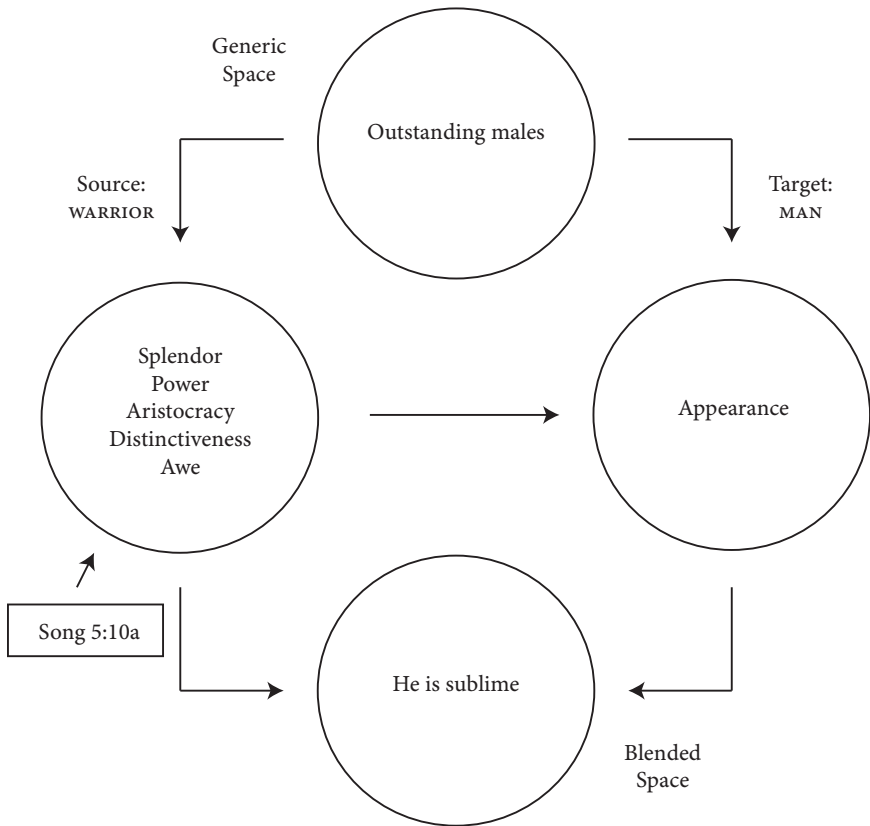 Generic
Space
Outstanding males
Source:
WARRIOR
Target:
MAN
Splendor
Power
Aristocracy
Distinctiveness
Awe
Appearance
Song 5:10a
He is sublime
Blended
Space